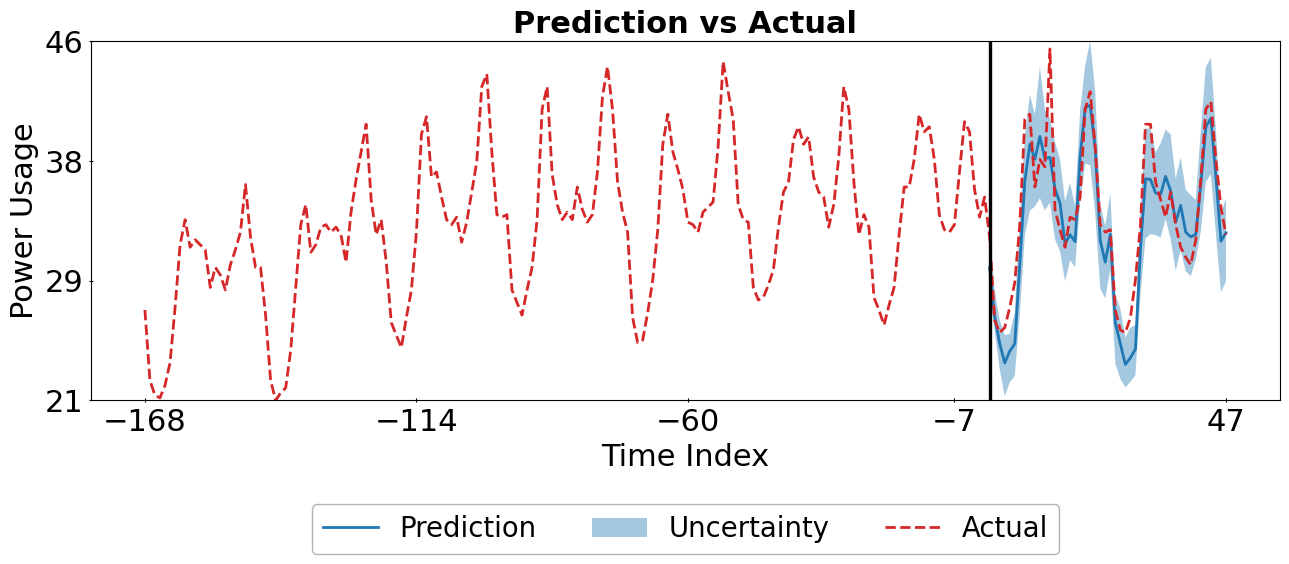 Prediction vs Actual
46
38
29
21
Power Usage
−168 −114 −60 −7 47
Time Index
Prediction Uncertainty Actual